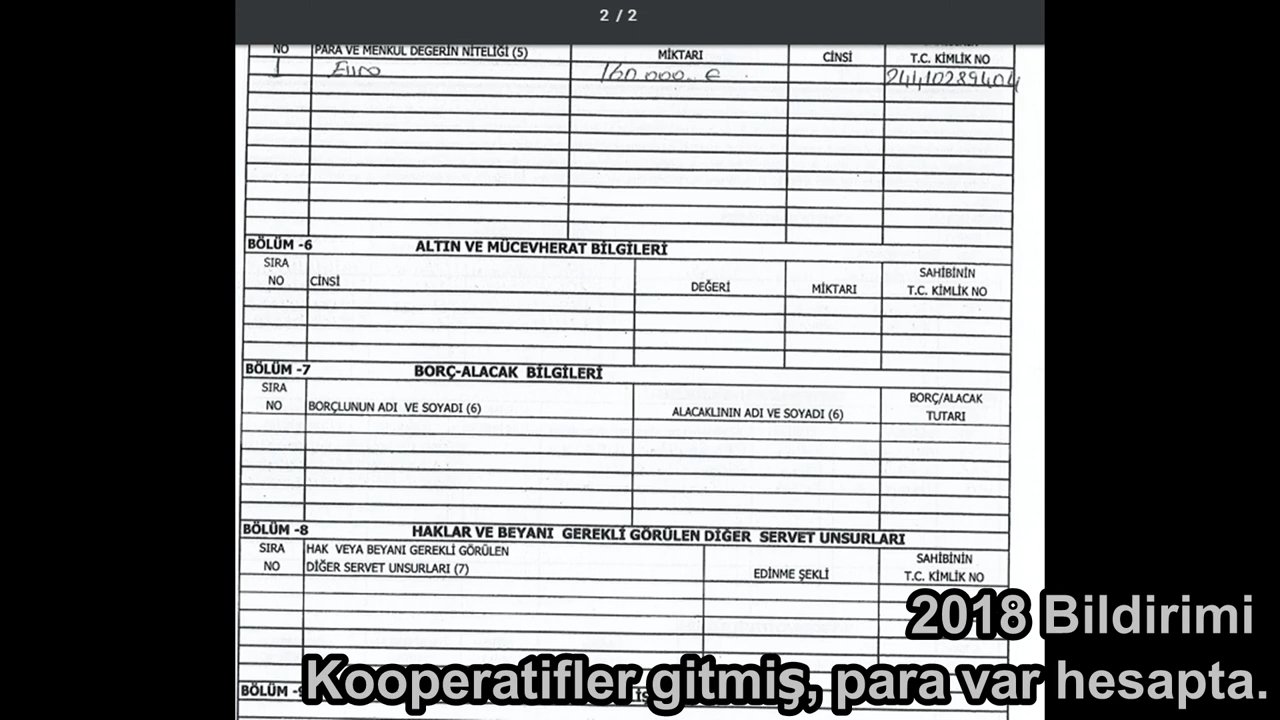 2 / 2
NO PARA VE MENKUL DEĞERİN NİTELİĞİ (5) MİKTARI CİNSİ T.C. KİMLİK NO
1 Euro 160.000.. € 24410289404
BÖLÜM -6 ALTIN VE MÜCEVHERAT BİLGİLERİ
SIRA NO CİNSİ DEĞERİ MİKTARI SAHİBİNİN T.C. KİMLİK NO
BÖLÜM -7 BORÇ-ALACAK BİLGİLERİ
SIRA NO BORÇLUNUN ADI VE SOYADI (6) ALACAKLININ ADI VE SOYADI (6) BORÇ/ALACAK TUTARI
BÖLÜM -8 HAKLAR VE BEYANI GEREKLİ GÖRÜLEN DİĞER SERVET UNSURLARI
SIRA NO HAK VEYA BEYANI GEREKLİ GÖRÜLEN DİĞER SERVET UNSURLARI (7) EDİNME ŞEKLİ SAHİBİNİN T.C. KİMLİK NO
2018 Bildirimi
BÖLÜM
Kooperatifler gitmiş, para var hesapta.